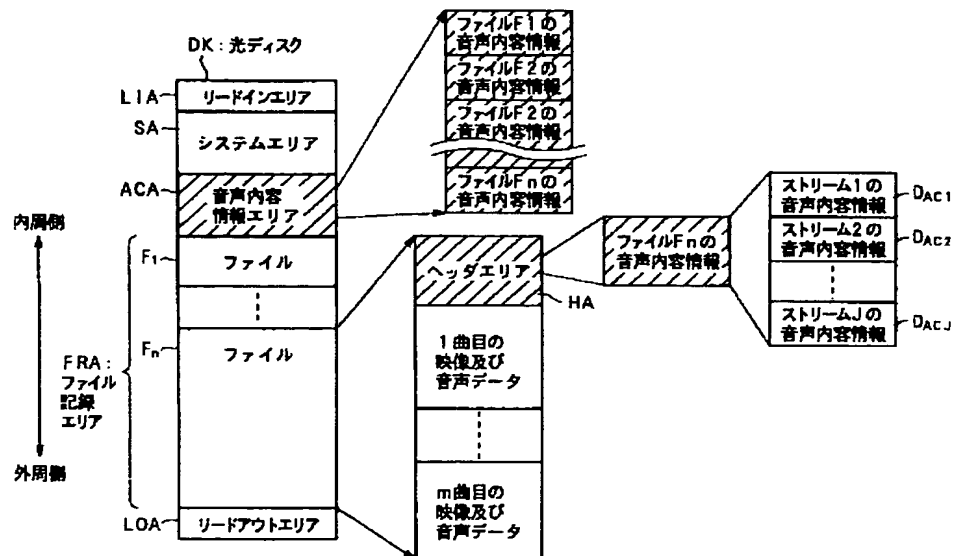 DK：光ディスク
LIA
リードインエリア
SA
システムエリア
ACA
音声内容
情報エリア
内周側
外周側
F1
ファイル
Fn
ファイル
FRA：
ファイル
記録
エリア
LOA
リードアウトエリア
ファイルF1の
音声内容情報
ファイルF2の
音声内容情報
ファイルF2の
音声内容情報
ファイルFnの
音声内容情報
ヘッダエリア
HA
1曲目の
映像及び
音声データ
m曲目の
映像及び
音声データ
ファイルFnの
音声内容情報
ストリーム1の
音声内容情報
DAC1
ストリーム2の
音声内容情報
DAC2
ストリームJの
音声内容情報
DACJ